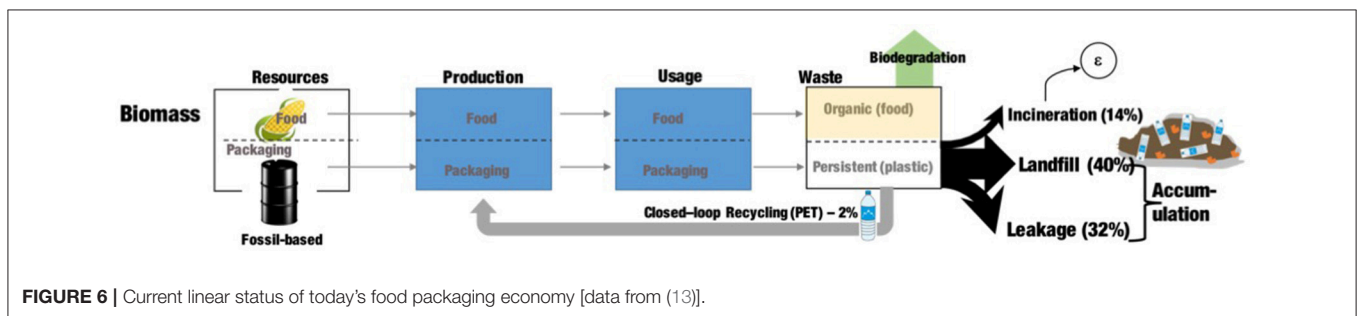 Biodegradation
ε
Resources
Production
Usage
Waste
Biomass
Food
Food
Food
Organic (food)
Incineration (14%)
Packaging
Packaging
Packaging
Persistent (plastic)
Landfill (40%)
Accum-
ulation
Closed–loop Recycling (PET) – 2%
Leakage (32%)
Fossil-based
FIGURE 6 | Current linear status of today's food packaging economy [data from (13)].